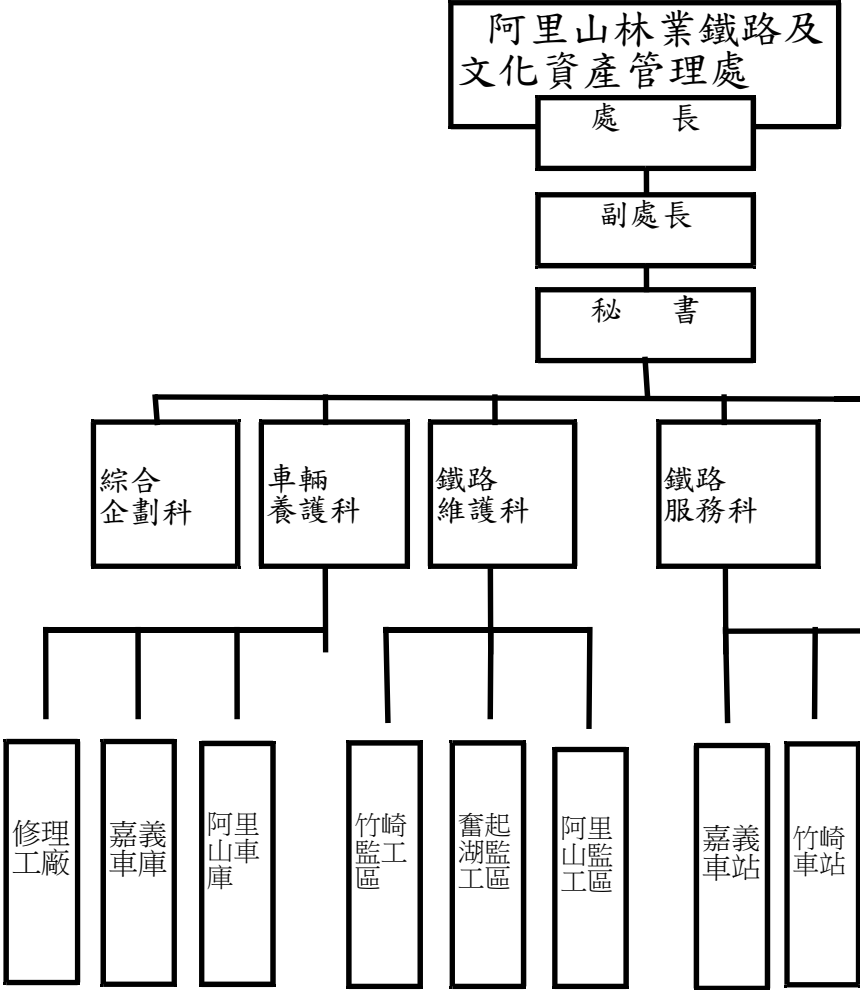 阿里山林業鐵路及
文化資產管理處
處 長
副處長
秘 書
綜合
企劃科
車輛
養護科
鐵路
維護科
鐵路
服務科
修理
工廠
嘉義
車庫
阿里
山車
庫
竹崎
監工
區
奮起
湖監
工區
阿里
山監
工區
嘉義
車站
竹崎
車站